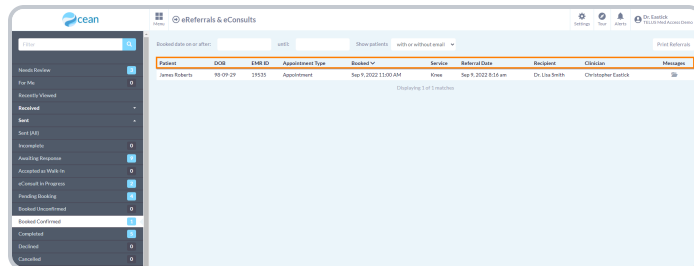 cean
Menu
eReferrals & eConsults
Settings
Tour
Alerts
Dr. Eastick
TELUS Med Access Demo
Filter
Booked date on or after:
until:
Show patients
with or without email
Print Referrals
Needs Review
For Me 0
Recently Viewed
Received
Sent
Sent (All)
Incomplete 0
Awaiting Response
Accepted as Walk-in 0
eConsult in Progress
Pending Booking
Booked Unconfirmed 0
Booked Confirmed
Completed
Declined 0
Cancelled 0
Patient DOB EMR ID Appointment Type Booked Service Referral Date Recipient Clinician Messages
James Roberts 95-09-29 19535 Appointment Sep 9, 2022 11:00 AM Knee Sep 9, 2022 8:16 am Dr. Lisa Smith Christopher Eastick
Displaying 1 of 1 matches